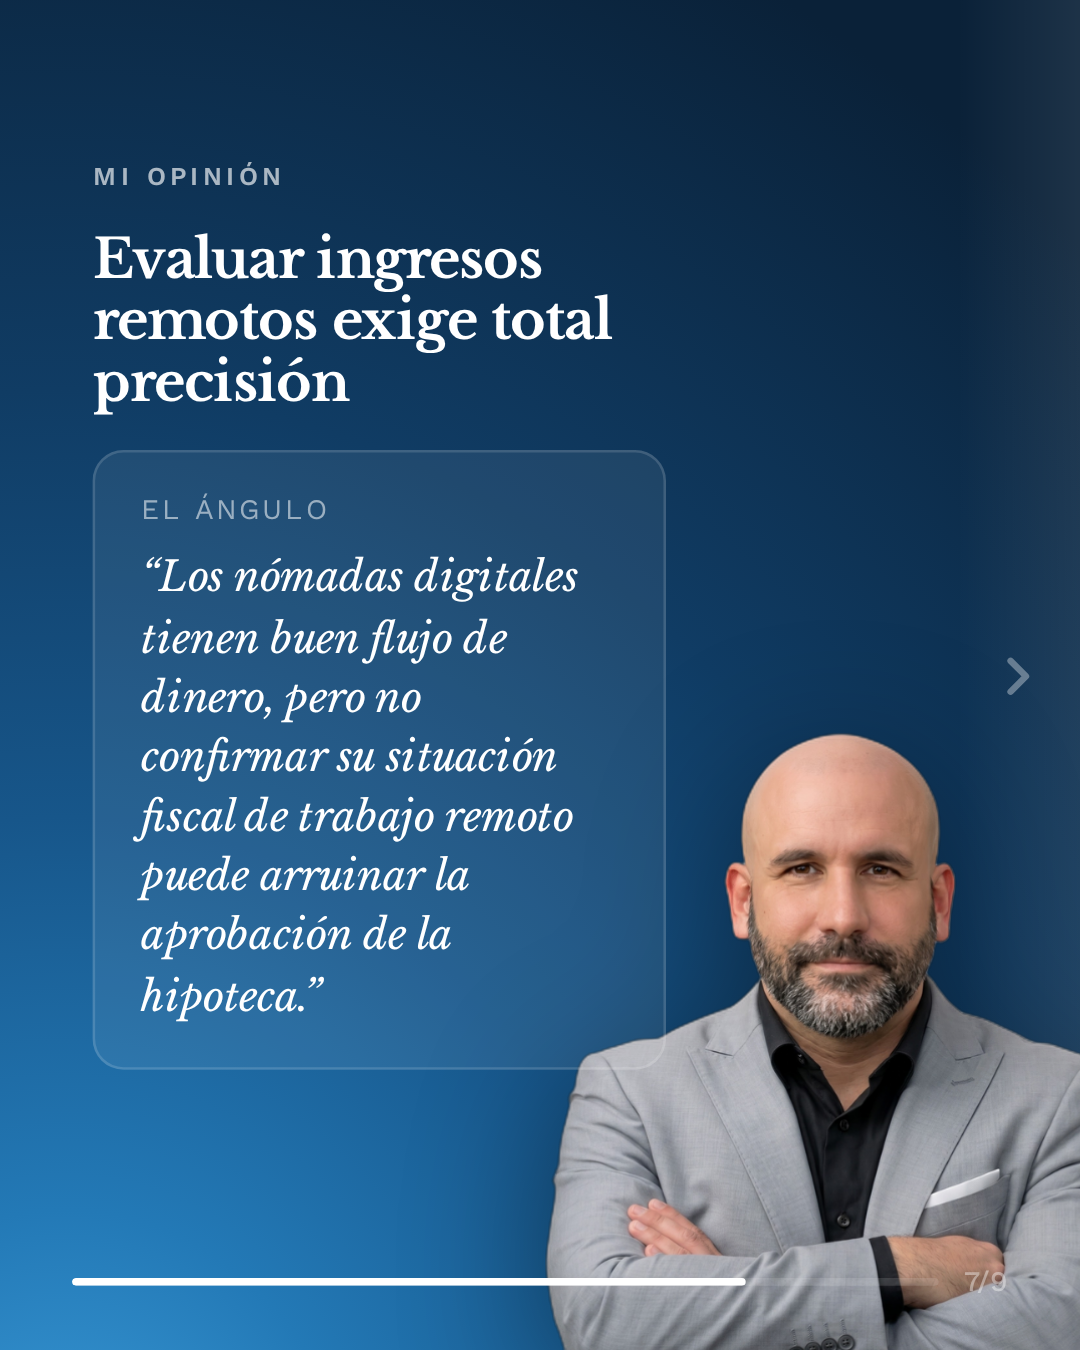 MI OPINIÓN
Evaluar ingresos
remotos exige total
precisión
EL ÁNGULO
“Los nómadas digitales
tienen buen flujo de
dinero, pero no
confirmar su situación
fiscal de trabajo remoto
puede arruinar la
aprobación de la
hipoteca.”
7/9